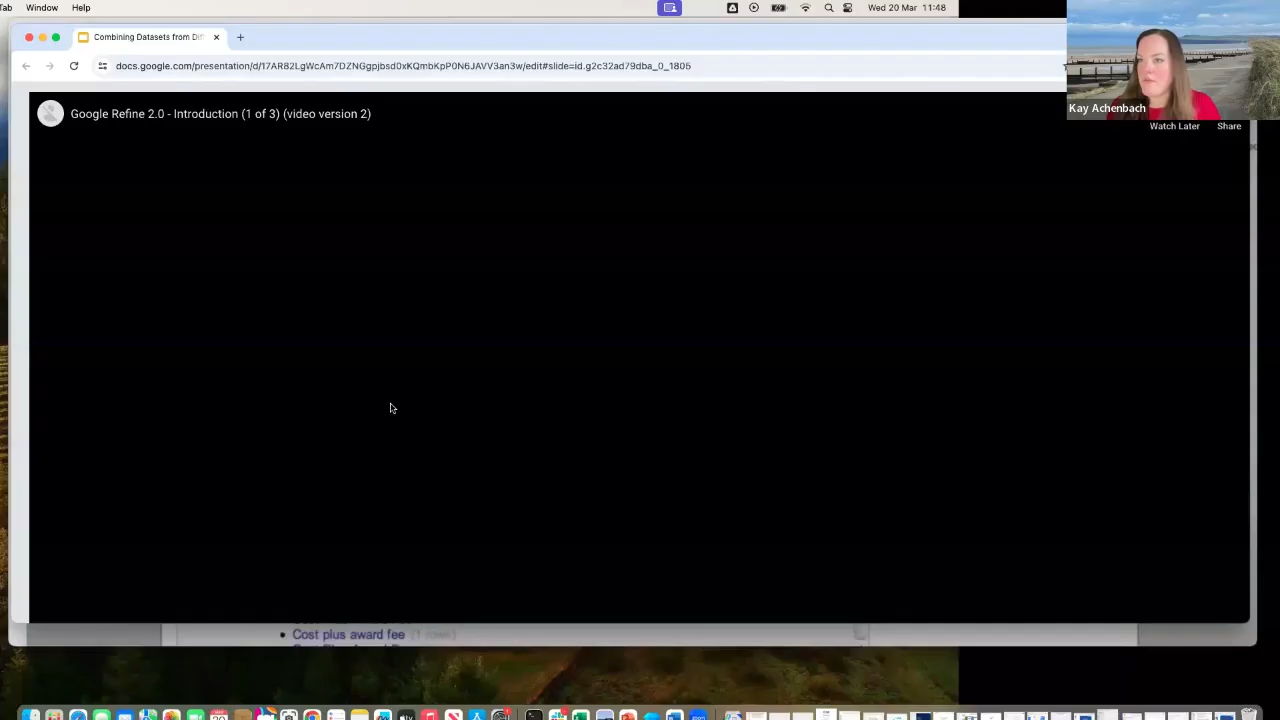 Tab Window Help
Wed 20 Mar 11:48
Combining Datasets from Dif
docs.google.com/presentation/d/17AR82LgWcAm7DZNGgpjbsd0xKQmbKpP0N6JAVV3an3w/edit#slide=id.g2c32ad79dba_0_1805
Google Refine 2.0 - Introduction (1 of 3) (video version 2)
Kay Achenbach
Watch Later Share
Cost plus award fee (1 rows)